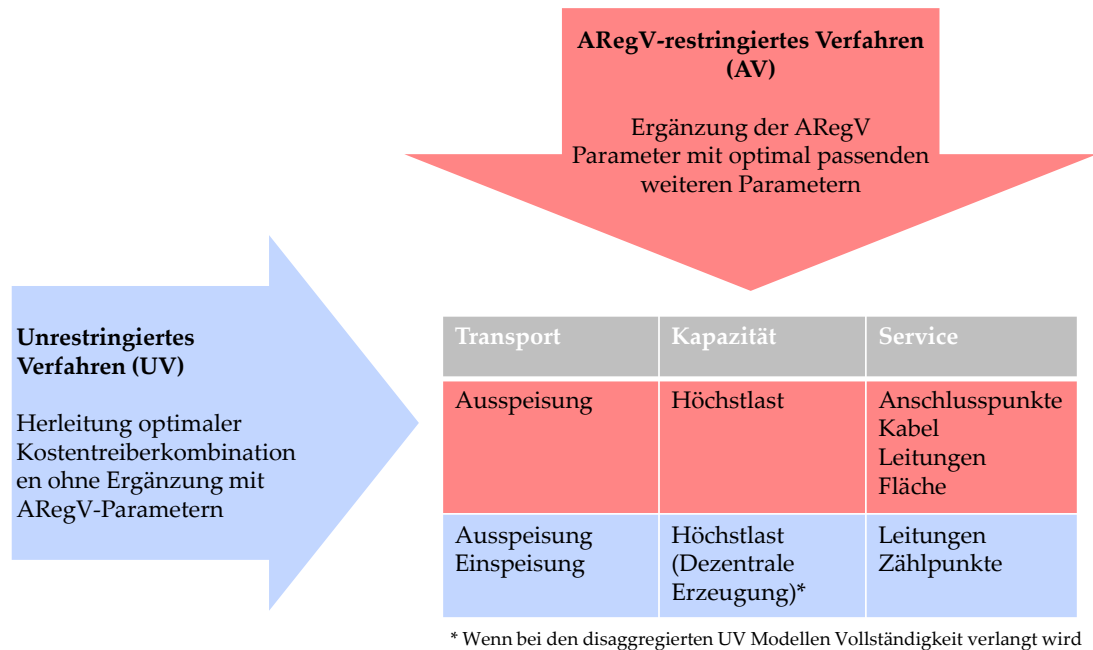 ARegV-restringiertes Verfahren
(AV)
Ergänzung der ARegV
Parameter mit optimal passenden
weiteren Parametern
Unrestringiertes
Verfahren (UV)
Herleitung optimaler
Kostentreiberkombination
en ohne Ergänzung mit
ARegV-Parametern
Transport Kapazität Service
Ausspeisung Höchstlast Anschlusspunkte
Kabel
Leitungen
Fläche
Ausspeisung Höchstlast Leitungen
Einspeisung (Dezentrale Zählpunkte
Erzeugung)*
* Wenn bei den disaggregierten UV Modellen Vollständigkeit verlangt wird